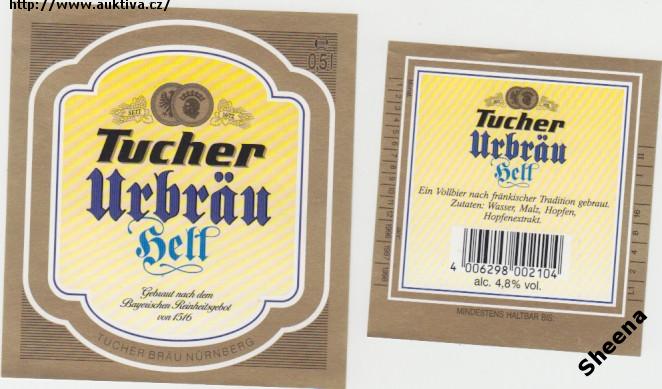 http://www.auktiva.cz/
0,5l
SEIT 1672
Tucher
Urbräu
Hell
Gebraut nach dem
Bayerischen Reinheitsgebot
von 1516
TUCHER BRÄU NÜRNBERG
Tucher
Urbräu
Hell
Ein Vollbier nach fränkischer Tradition gebraut.
Zutaten: Wasser, Malz, Hopfen,
Hopfenextrakt.
4 006298 002104
alc. 4,8% vol.
MINDESTENS HALTBAR BIS:
Sheena